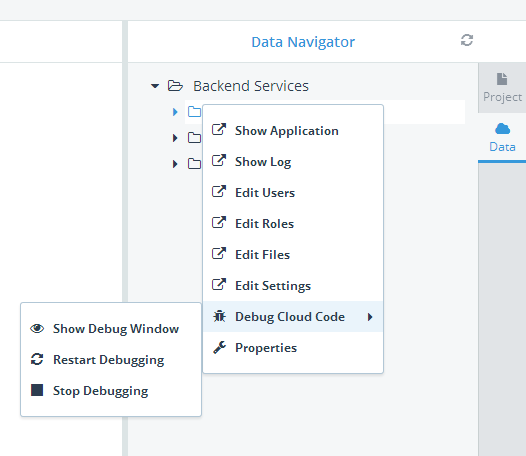 Data Navigator
Backend Services
Project
Data
Show Application
Show Log
Edit Users
Edit Roles
Edit Files
Edit Settings
Debug Cloud Code
Properties
Show Debug Window
Restart Debugging
Stop Debugging